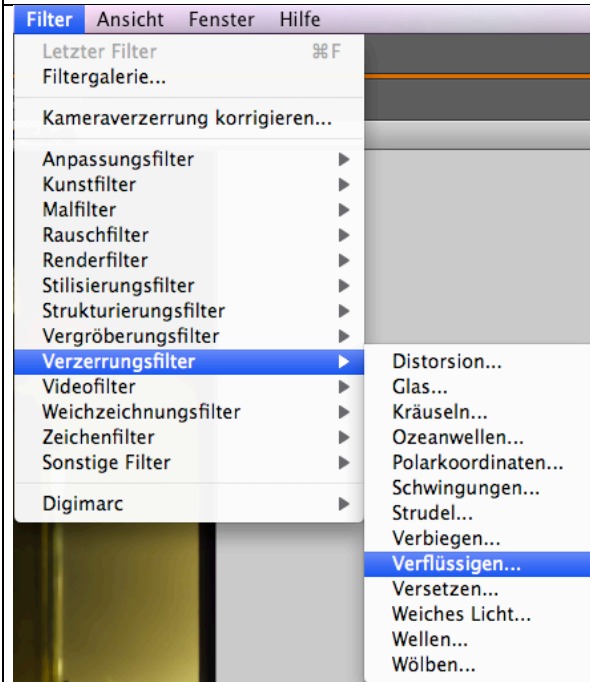 Filter Ansicht Fenster Hilfe
Letzter Filter ⌘F
Filtergalerie...
Kameraverzerrung korrigieren...
Anpassungsfilter
Kunstfilter
Malfilter
Rauschfilter
Renderfilter
Stilisierungsfilter
Strukturierungsfilter
Vergröberungsfilter
Verzerrungsfilter
Videofilter
Weichzeichnungsfilter
Zeichenfilter
Sonstige Filter
Digimarc
Distorsion...
Glas...
Kräuseln...
Ozeanwellen...
Polarkoordinaten...
Schwingungen...
Strudel...
Verbiegen...
Verflüssigen...
Versetzen...
Weiches Licht...
Wellen...
Wölben...